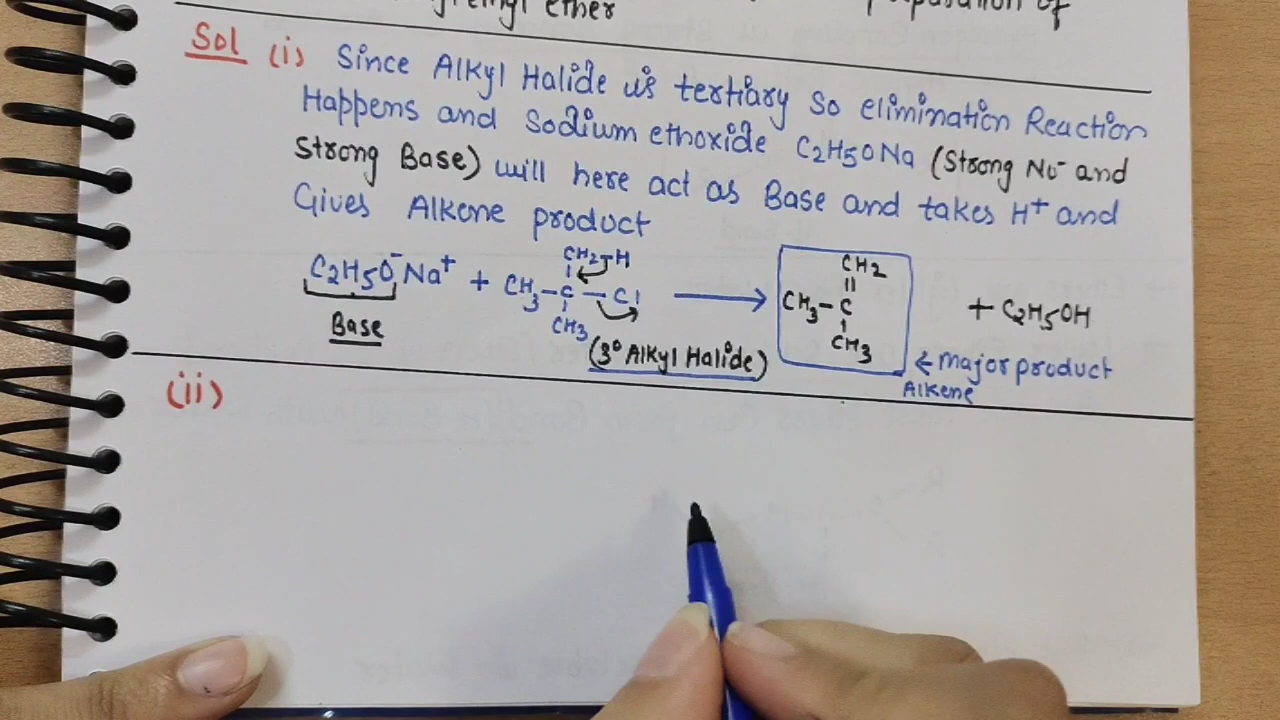 ether
of
Sol (i) Since Alkyl Halide is tertiary so elimination Reaction
Happens and Sodium ethoxide C2H5ONa (Strong Nu⁻ and
Strong Base) will here act as Base and takes H⁺ and
Gives Alkene product
C2H5O⁻Na⁺ + CH3-C-Cl → CH3-C + C2H5OH
CH2-H
CH3
CH2
CH3
Base
(3° Alkyl Halide)
← major product
Alkene
(ii)